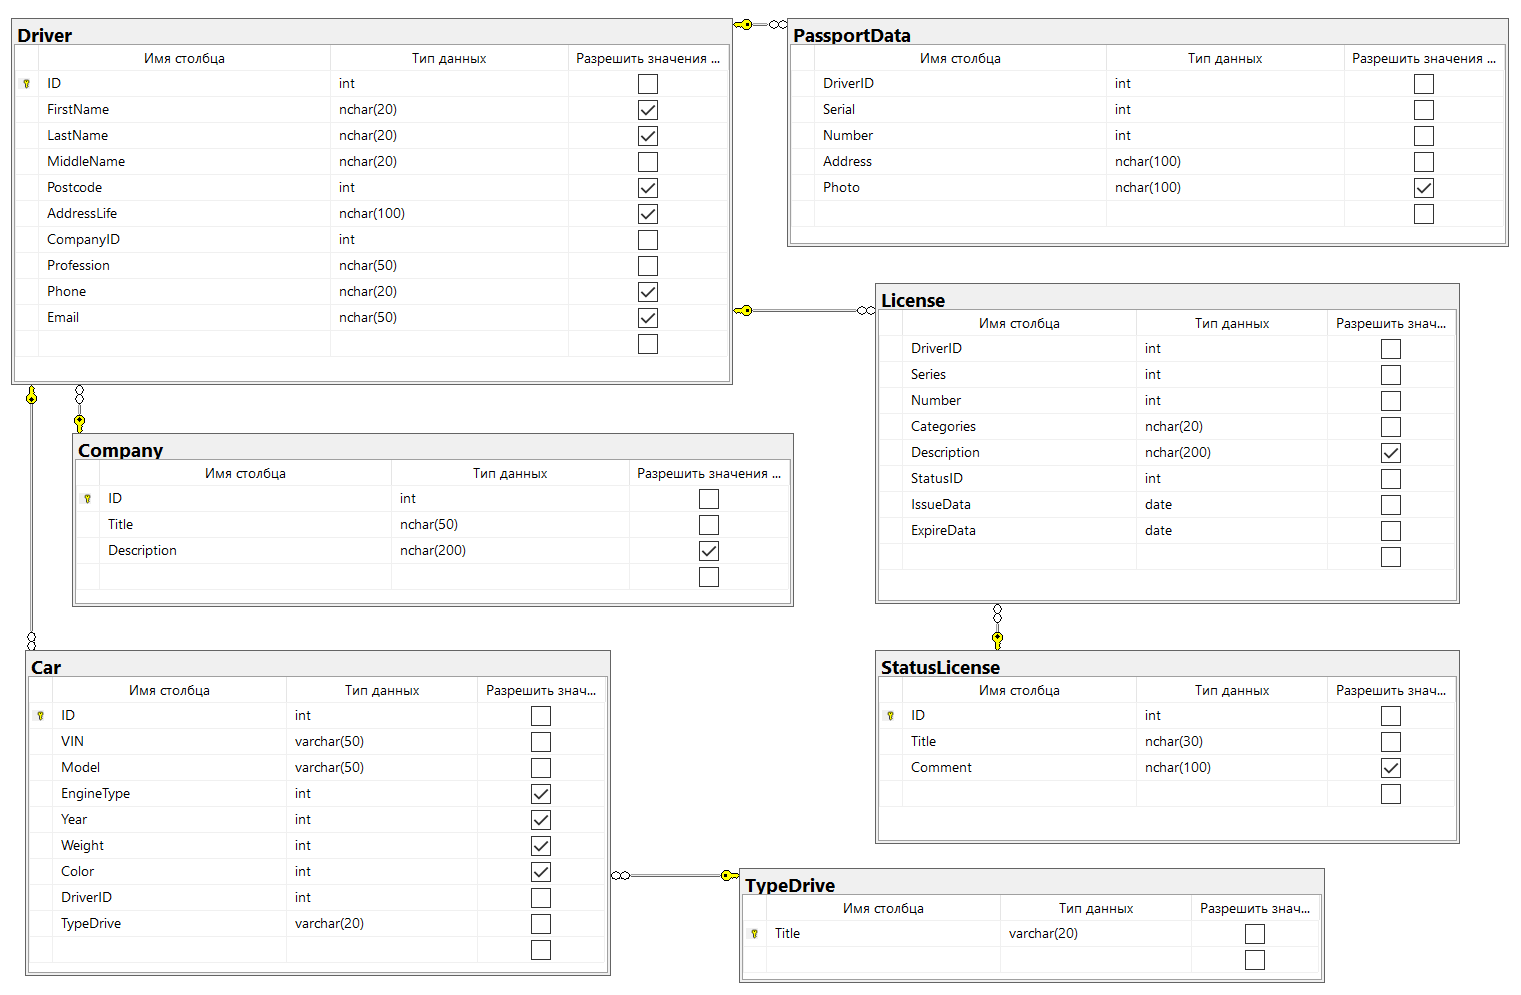 Driver
Имя столбца Тип данных Разрешить значения ...
ID int
FirstName nchar(20)
LastName nchar(20)
MiddleName nchar(20)
Postcode int
AddressLife nchar(100)
CompanyID int
Profession nchar(50)
Phone nchar(20)
Email nchar(50)
PassportData
Имя столбца Тип данных Разрешить значения ...
DriverID int
Serial int
Number int
Address nchar(100)
Photo nchar(100)
License
Имя столбца Тип данных Разрешить знач...
DriverID int
Series int
Number int
Categories nchar(20)
Description nchar(200)
StatusID int
IssueData date
ExpireData date
Company
Имя столбца Тип данных Разрешить значения ...
ID int
Title nchar(50)
Description nchar(200)
Car
Имя столбца Тип данных Разрешить знач...
ID int
VIN varchar(50)
Model varchar(50)
EngineType int
Year int
Weight int
Color int
DriverID int
TypeDrive varchar(20)
StatusLicense
Имя столбца Тип данных Разрешить знач...
ID int
Title nchar(30)
Comment nchar(100)
TypeDrive
Имя столбца Тип данных Разрешить знач...
Title varchar(20)